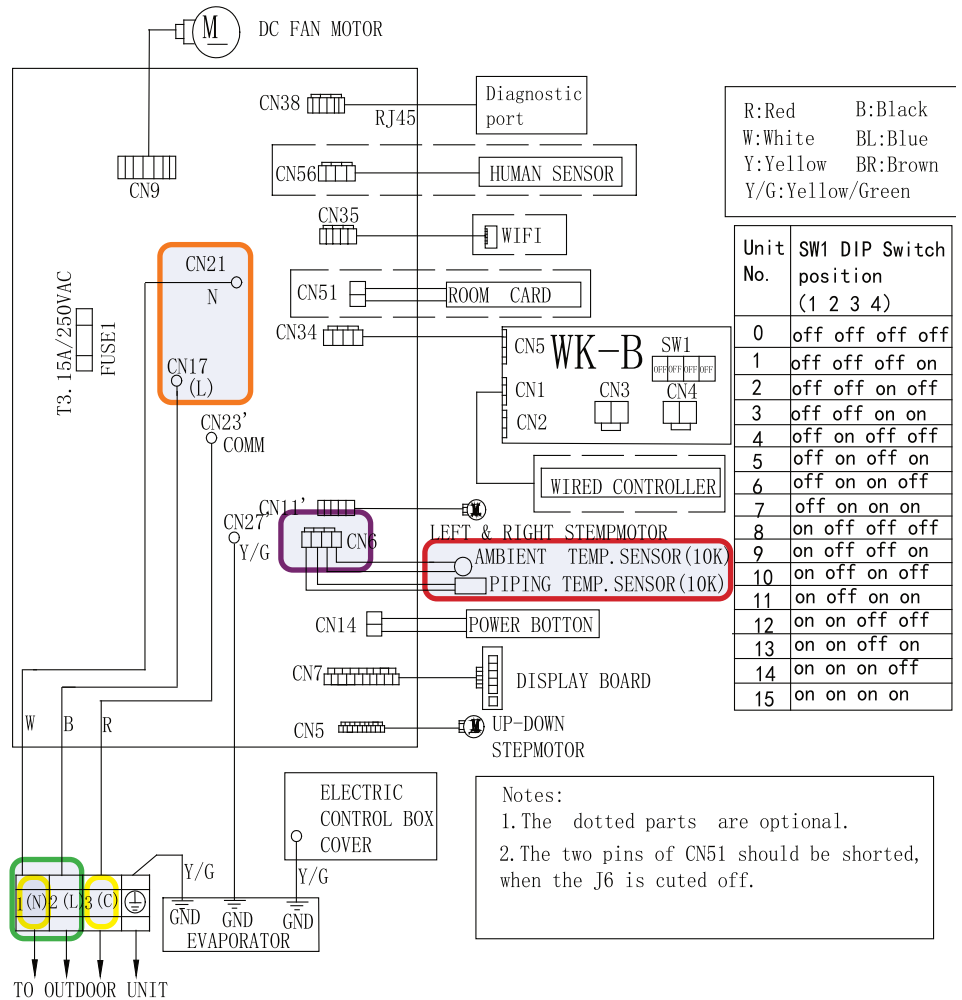 M
DC FAN MOTOR
CN38
RJ45
Diagnostic
port
CN9
CN56
HUMAN SENSOR
CN35
WIFI
CN21
N
CN51
ROOM CARD
T3. 15A/250VAC
FUSE1
CN17
(L)
CN34
CN5
WK-B
SW1
OFF OFF OFF OFF
CN1
CN3
CN4
CN2
CN23'
COMM
WIRED CONTROLLER
CN11'
M
CN27'
Y/G
LEFT & RIGHT STEMPMOTOR
CN6
AMBIENT TEMP. SENSOR(10K)
PIPING TEMP. SENSOR(10K)
CN14
POWER BOTTON
CN7
DISPLAY BOARD
W
B
R
CN5
M
UP-DOWN
STEPMOTOR
ELECTRIC
CONTROL BOX
COVER
Y/G
Y/G
1(N)
2(L)
3(C)
GND
GND
GND
EVAPORATOR
TO OUTDOOR UNIT
R:Red B:Black
W:White BL:Blue
Y:Yellow BR:Brown
Y/G:Yellow/Green
Unit SW1 DIP Switch
No. position
(1 2 3 4)
0 off off off off
1 off off off on
2 off off on off
3 off off on on
4 off on off off
5 off on off on
6 off on on off
7 off on on on
8 on off off off
9 on off off on
10 on off on off
11 on off on on
12 on on off off
13 on on off on
14 on on on off
15 on on on on
Notes:
1.The dotted parts are optional.
2.The two pins of CN51 should be shorted,
when the J6 is cuted off.